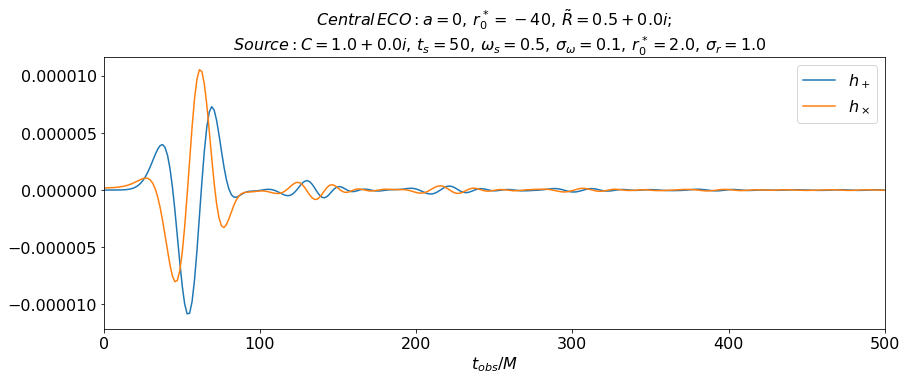 Central ECO : a = 0, r₀* = −40, R̃ = 0.5 + 0.0i;
Source : C = 1.0 + 0.0i, tₛ = 50, ωₛ = 0.5, σ_ω = 0.1, r₀* = 2.0, σᵣ = 1.0
0.000010
0.000005
0.000000
−0.000005
−0.000010
h₊
hₓ
0 100 200 300 400 500
t_obs/M